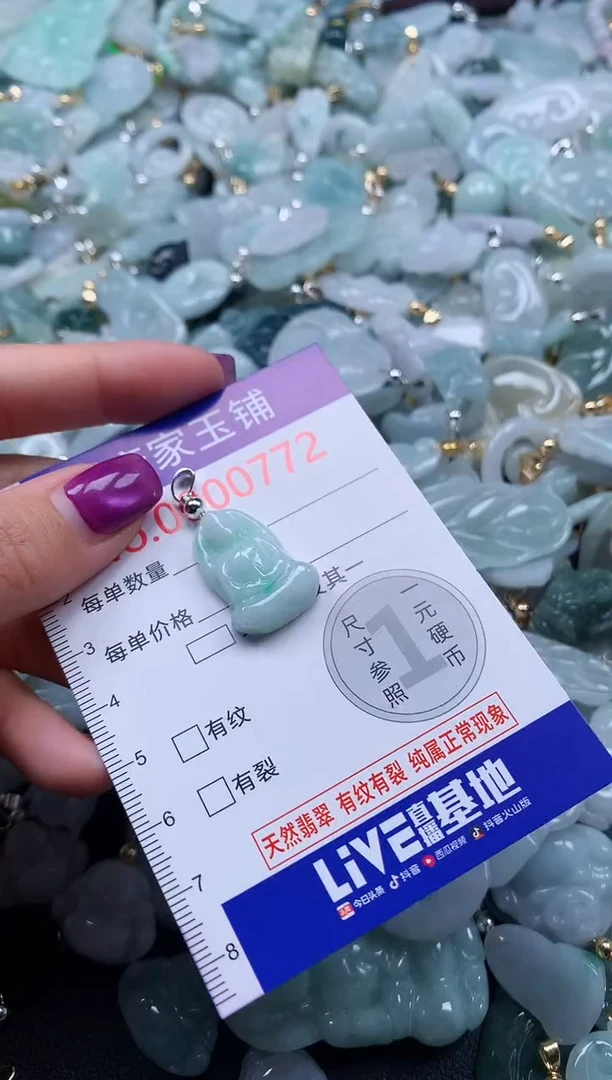 家玉铺
00772
每单数量
其一
每单价格
一元硬币
尺寸参照
1
有纹
有裂
天然翡翠 有纹有裂 纯属正常现象
LiVE直播基地
今日头条 抖音 西瓜视频 抖音火山版
2
3
4
5
6
7
8